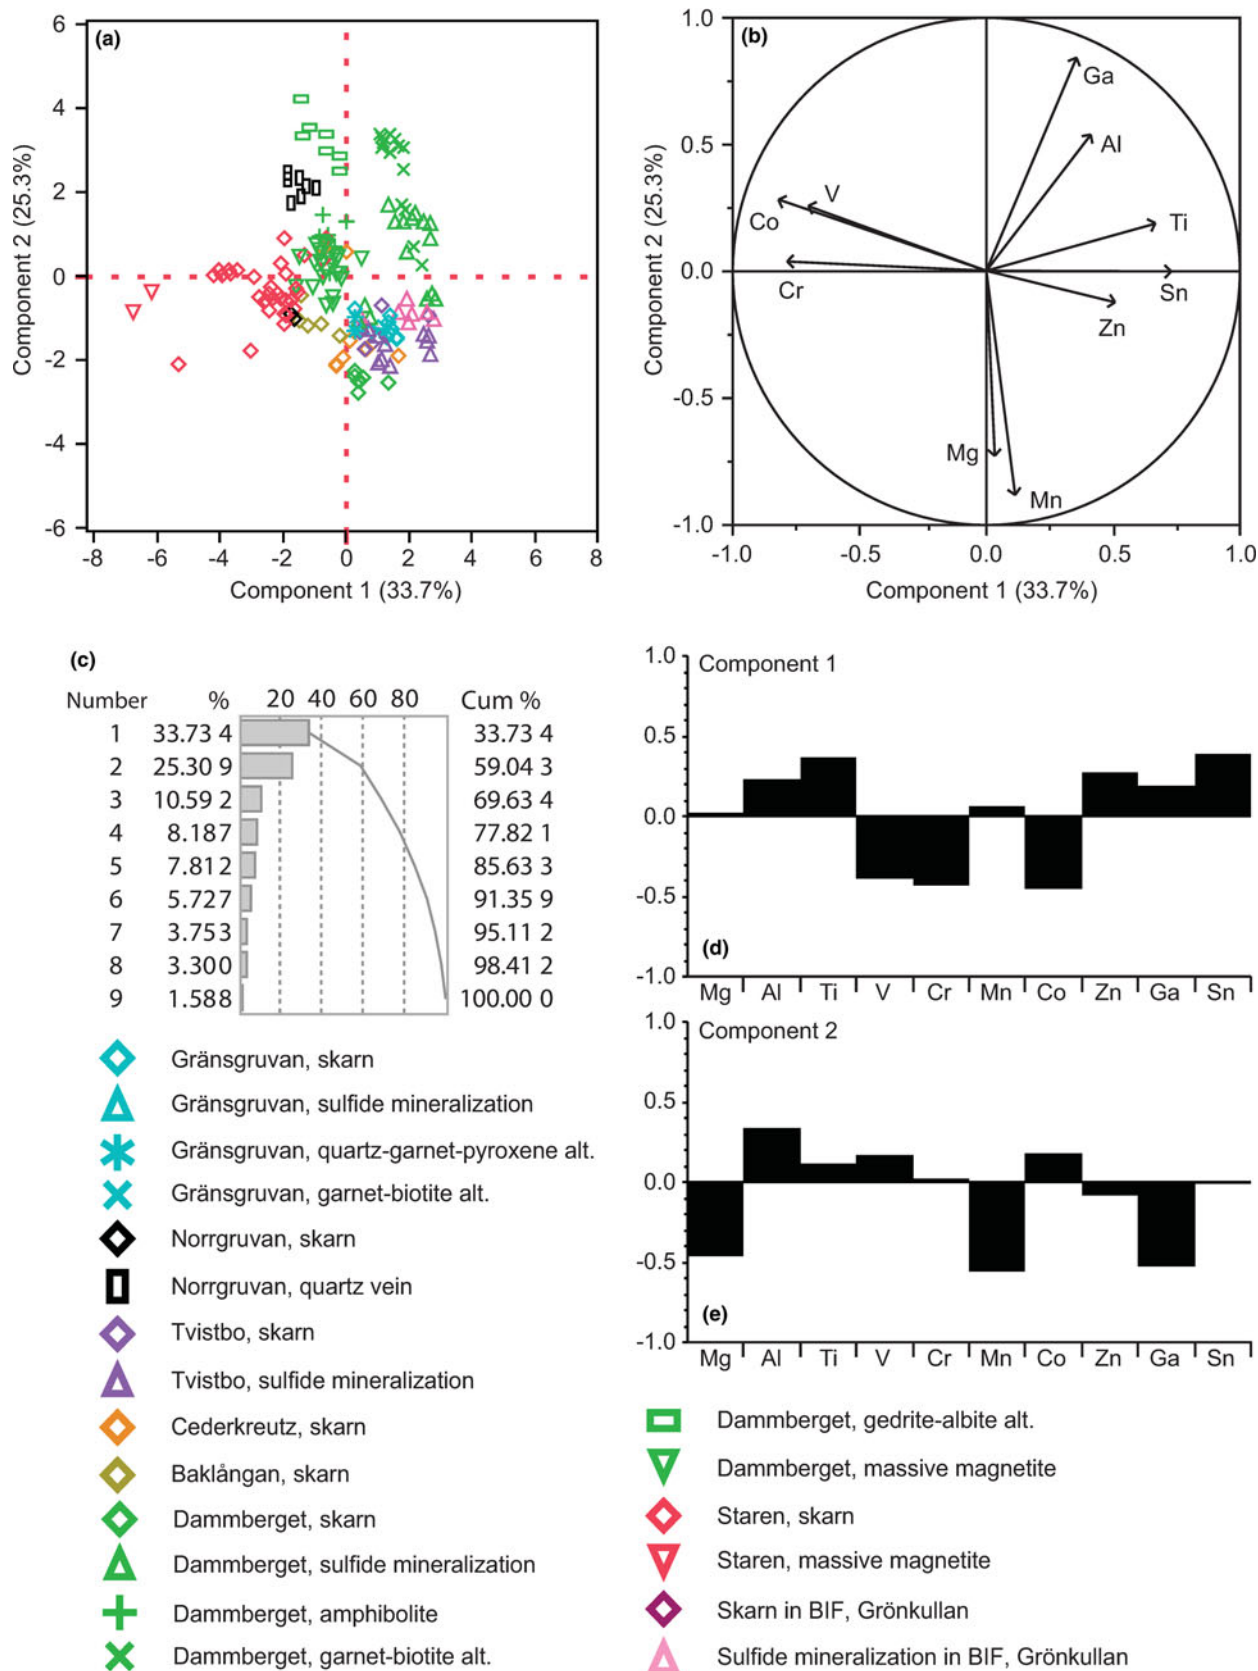 (a)
6
4
2
0
-2
-4
-6
-8 -6 -4 -2 0 2 4 6 8
Component 2 (25.3%)
Component 1 (33.7%)
(b)
1.0
0.5
0.0
-0.5
-1.0
-1.0 -0.5 0.0 0.5 1.0
Component 2 (25.3%)
Component 1 (33.7%)
Ga
Al
V
Co
Ti
Cr
Sn
Zn
Mg
Mn
(c)
Number % 20 40 60 80 Cum %
1 33.73 4 33.73 4
2 25.30 9 59.04 3
3 10.59 2 69.63 4
4 8.187 77.82 1
5 7.812 85.63 3
6 5.727 91.35 9
7 3.753 95.11 2
8 3.300 98.41 2
9 1.588 100.00 0
Component 1
1.0
0.5
0.0
-0.5
-1.0
(d)
Mg Al Ti V Cr Mn Co Zn Ga Sn
Component 2
1.0
0.5
0.0
-0.5
-1.0
(e)
Mg Al Ti V Cr Mn Co Zn Ga Sn
Gränsgruvan, skarn
Gränsgruvan, sulfide mineralization
Gränsgruvan, quartz-garnet-pyroxene alt.
Gränsgruvan, garnet-biotite alt.
Norrgruvan, skarn
Norrgruvan, quartz vein
Tvistbo, skarn
Tvistbo, sulfide mineralization
Cederkreutz, skarn
Baklångan, skarn
Dammberget, skarn
Dammberget, sulfide mineralization
Dammberget, amphibolite
Dammberget, garnet-biotite alt.
Dammberget, gedrite-albite alt.
Dammberget, massive magnetite
Staren, skarn
Staren, massive magnetite
Skarn in BIF, Grönkullan
Sulfide mineralization in BIF, Grönkullan